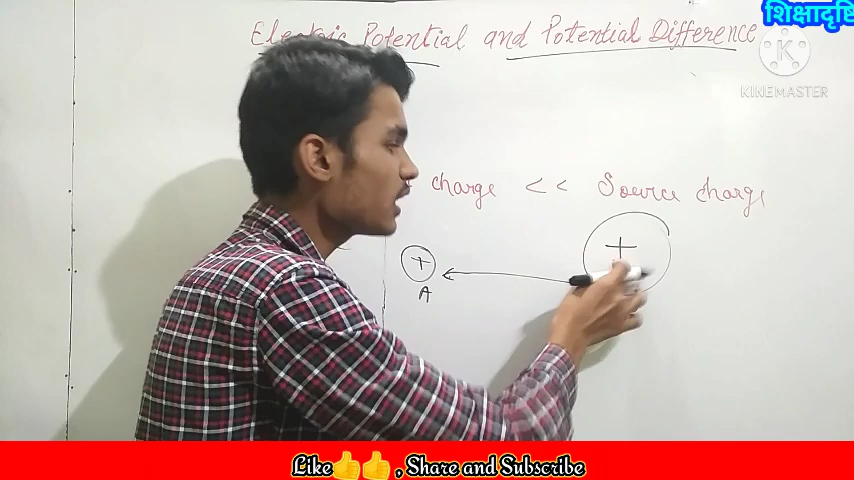 शिक्षादृष्टि
Electric Potential and Potential Difference
KINEMASTER
charge << Source charge
+
+
A
Like👍👍, Share and Subscribe